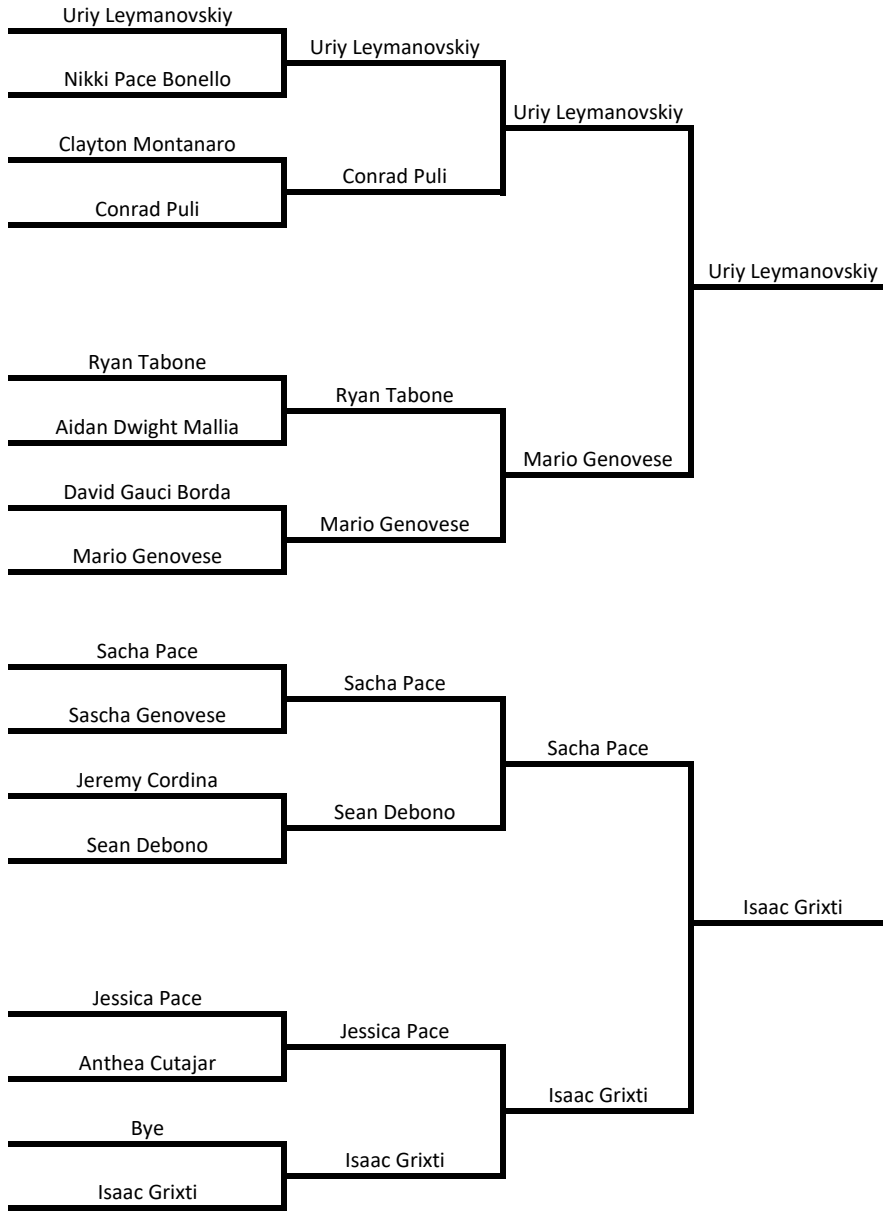 Uriy Leymanovskiy
Uriy Leymanovskiy
Nikki Pace Bonello
Uriy Leymanovskiy
Clayton Montanaro
Conrad Puli
Conrad Puli
Uriy Leymanovskiy
Ryan Tabone
Ryan Tabone
Aidan Dwight Mallia
Mario Genovese
David Gauci Borda
Mario Genovese
Mario Genovese
Sacha Pace
Sacha Pace
Sascha Genovese
Sacha Pace
Jeremy Cordina
Sean Debono
Sean Debono
Isaac Grixti
Jessica Pace
Jessica Pace
Anthea Cutajar
Isaac Grixti
Bye
Isaac Grixti
Isaac Grixti